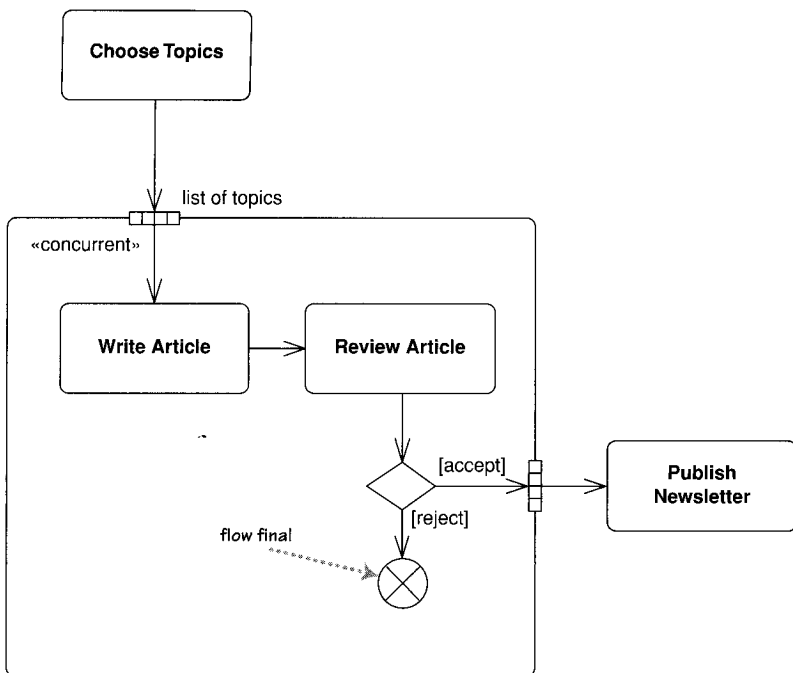 Choose Topics
list of topics
«concurrent»
Write Article
Review Article
[accept]
Publish
Newsletter
[reject]
flow final